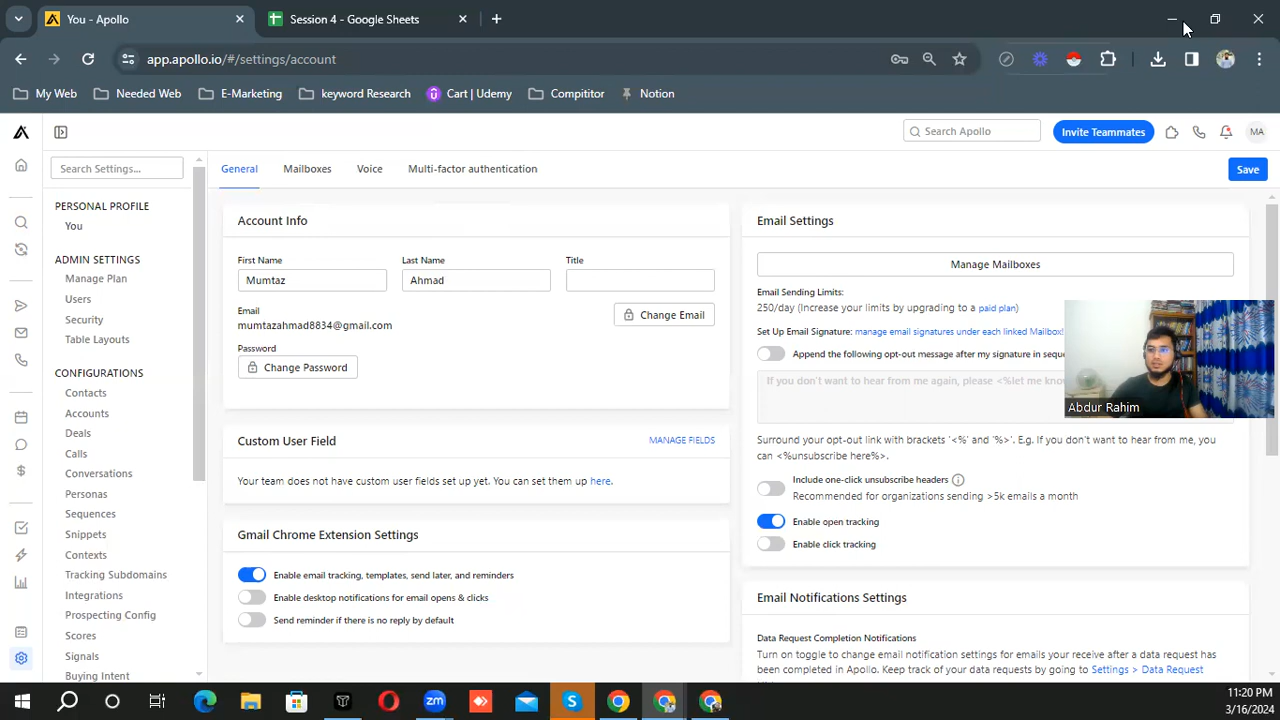 You - Apollo
Session 4 - Google Sheets
app.apollo.io/#/settings/account
My Web
Needed Web
E-Marketing
keyword Research
Cart | Udemy
Compititor
Notion
Search Apollo
Invite Teammates
MA
Search Settings...
General
Mailboxes
Voice
Multi-factor authentication
Save
PERSONAL PROFILE
You
ADMIN SETTINGS
Manage Plan
Users
Security
Table Layouts
CONFIGURATIONS
Contacts
Accounts
Deals
Calls
Conversations
Personas
Sequences
Snippets
Contexts
Tracking Subdomains
Integrations
Prospecting Config
Scores
Signals
Buying Intent
Account Info
First Name
Last Name
Title
Mumtaz
Ahmad
Email
mumtazahmad8834@gmail.com
Change Email
Password
Change Password
Custom User Field
MANAGE FIELDS
Your team does not have custom user fields set up yet. You can set them up here.
Gmail Chrome Extension Settings
Enable email tracking, templates, send later, and reminders
Enable desktop notifications for email opens & clicks
Send reminder if there is no reply by default
Email Settings
Manage Mailboxes
Email Sending Limits:
250/day (Increase your limits by upgrading to a paid plan)
Set Up Email Signature: manage email signatures under each linked Mailbox!
Append the following opt-out message after my signature in sequ
If you don't want to hear from me again, please <%let me know
Abdur Rahim
Surround your opt-out link with brackets '<%' and '%>'. E.g. If you don't want to hear from me, you
can <%unsubscribe here%>.
Include one-click unsubscribe headers
Recommended for organizations sending >5k emails a month
Enable open tracking
Enable click tracking
Email Notifications Settings
Data Request Completion Notifications
Turn on toggle to change email notification settings for emails your receive after a data request has
been completed in Apollo. Keep track of your data requests by going to Settings > Data Request
zm
11:20 PM
3/16/2024